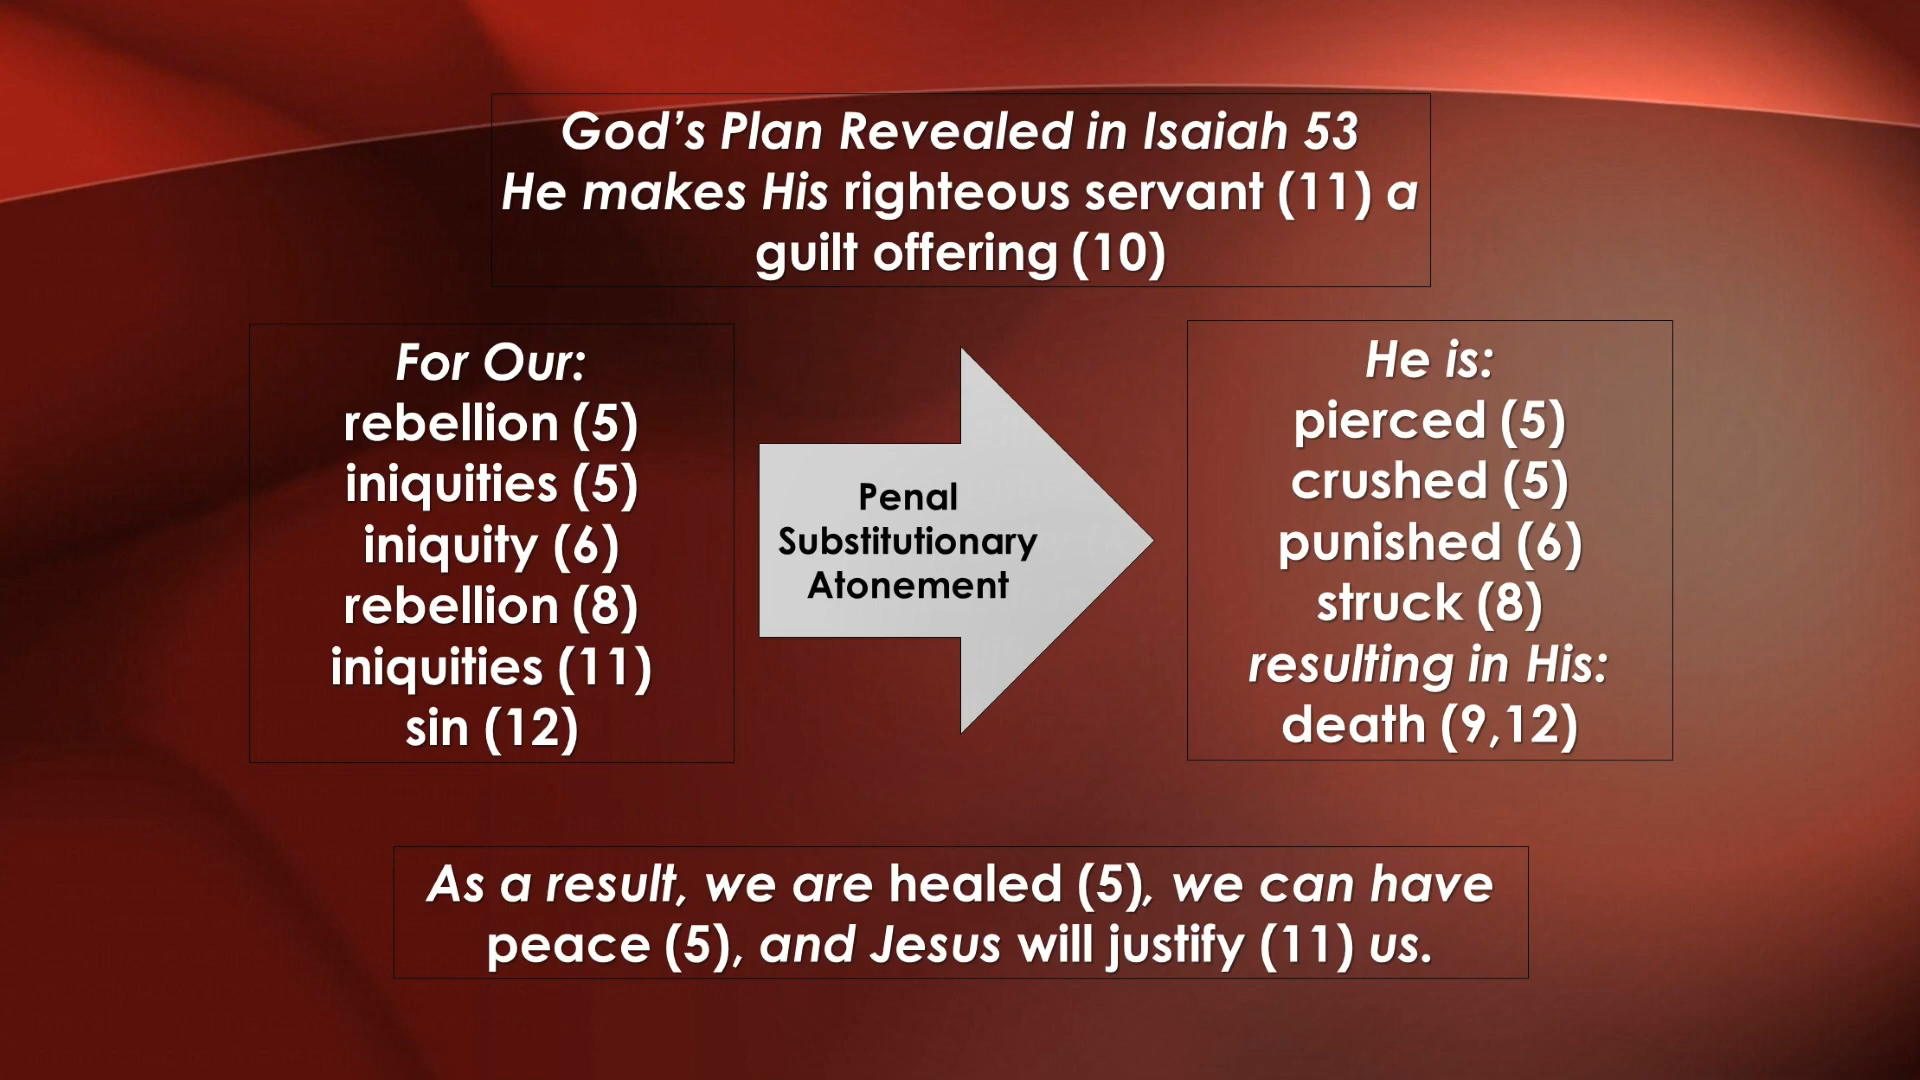 God’s Plan Revealed in Isaiah 53
He makes His righteous servant (11) a
guilt offering (10)
For Our:
rebellion (5)
iniquities (5)
iniquity (6)
rebellion (8)
iniquities (11)
sin (12)
Penal
Substitutionary
Atonement
He is:
pierced (5)
crushed (5)
punished (6)
struck (8)
resulting in His:
death (9,12)
As a result, we are healed (5), we can have
peace (5), and Jesus will justify (11) us.